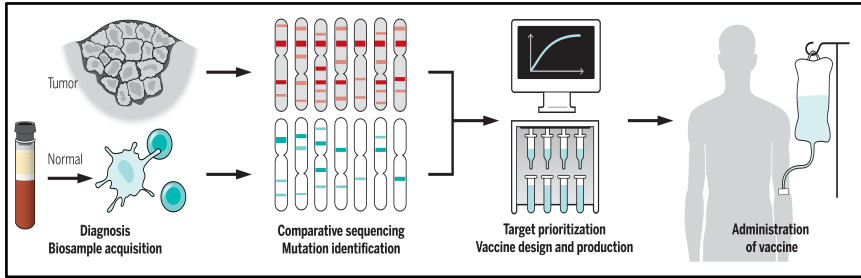 Tumor
Normal
Diagnosis
Biosample acquisition
Comparative sequencing
Mutation identification
Target prioritization
Vaccine design and production
Administration
of vaccine